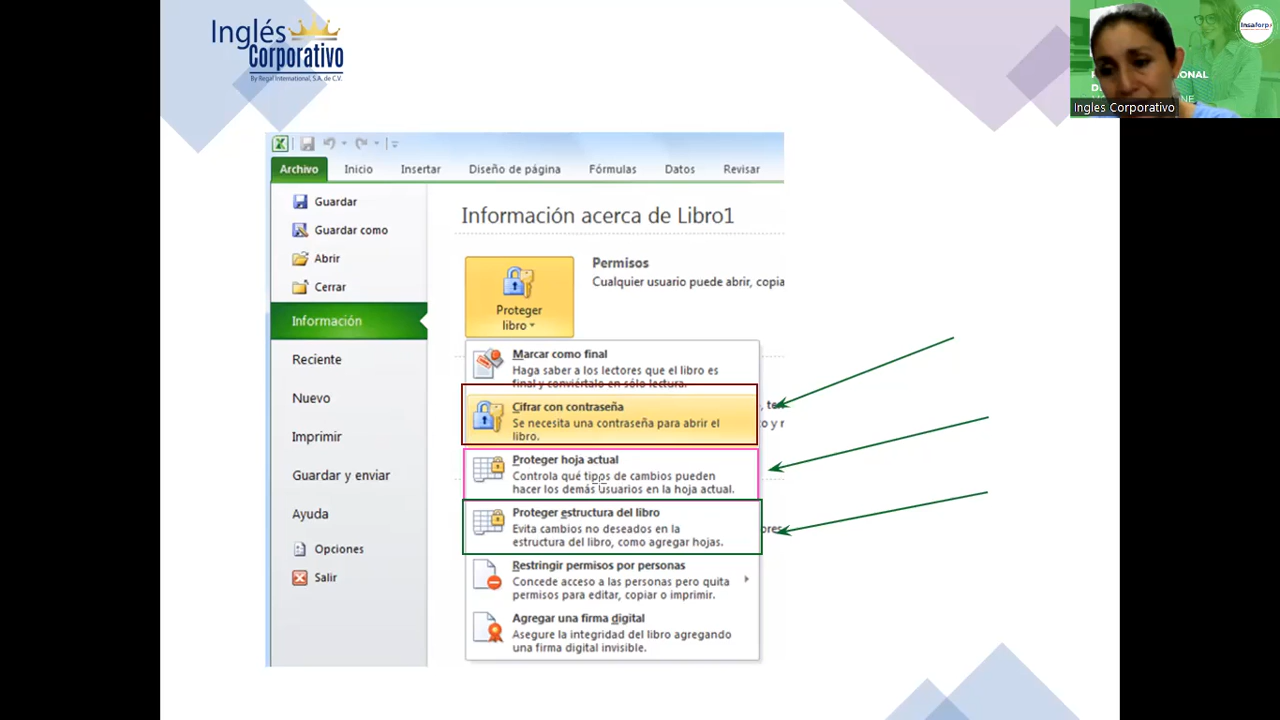 Inglés
Corporativo
By Regal International, S.A. de C.V.
Insaforp
Ingles Corporativo
Archivo Inicio Insertar Diseño de página Fórmulas Datos Revisar
Guardar
Guardar como
Abrir
Cerrar
Información
Reciente
Nuevo
Imprimir
Guardar y enviar
Ayuda
Opciones
Salir
Información acerca de Libro1
Proteger
libro
Permisos
Cualquier usuario puede abrir, copia
Marcar como final
Haga saber a los lectores que el libro es
final y conviértalo en sólo lectura.
Cifrar con contraseña
Se necesita una contraseña para abrir el
libro.
Proteger hoja actual
Controla qué tipos de cambios pueden
hacer los demás usuarios en la hoja actual.
Proteger estructura del libro
Evita cambios no deseados en la
estructura del libro, como agregar hojas.
Restringir permisos por personas
Concede acceso a las personas pero quita
permisos para editar, copiar o imprimir.
Agregar una firma digital
Asegure la integridad del libro agregando
una firma digital invisible.